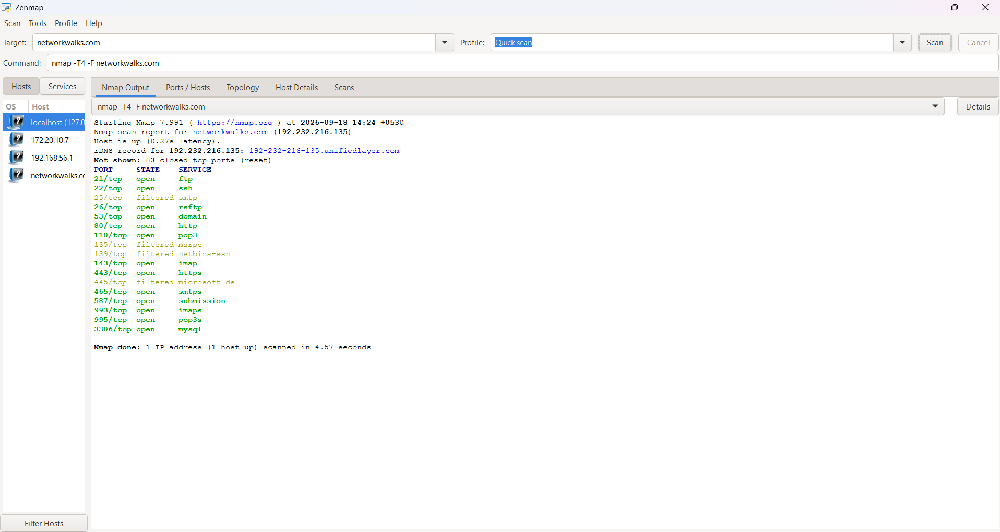 Zenmap
Scan Tools Profile Help
Target: networkwalks.com Profile: Quick scan Scan Cancel
Command: nmap -T4 -F networkwalks.com
Hosts Services Nmap Output Ports / Hosts Topology Host Details Scans
OS Host nmap -T4 -F networkwalks.com Details
localhost (127.0
172.20.10.7
192.168.56.1
networkwalks.cc
Starting Nmap 7.991 ( https://nmap.org ) at 2026-09-18 14:24 +0530
Nmap scan report for networkwalks.com (192.232.216.135)
Host is up (0.27s latency).
rDNS record for 192.232.216.135: 192-232-216-135.unifiedlayer.com
Not shown: 83 closed tcp ports (reset)
PORT STATE SERVICE
21/tcp open ftp
22/tcp open ssh
25/tcp filtered smtp
26/tcp open rsftp
53/tcp open domain
80/tcp open http
110/tcp open pop3
135/tcp filtered msrpc
139/tcp filtered netbios-ssn
143/tcp open imap
443/tcp open https
445/tcp filtered microsoft-ds
465/tcp open smtps
587/tcp open submission
993/tcp open imaps
995/tcp open pop3s
3306/tcp open mysql
Nmap done: 1 IP address (1 host up) scanned in 4.57 seconds
Filter Hosts